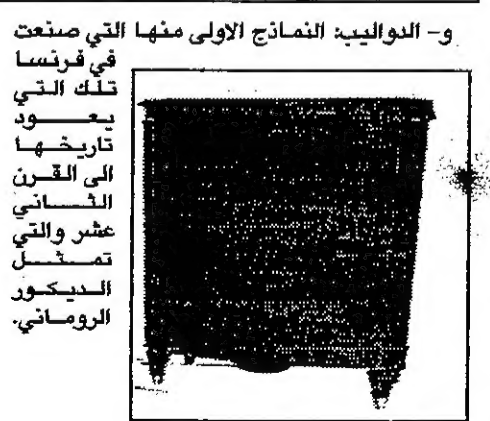 و- الدواليب: النماذج الاولى منها التي صنعت
في فرنسا
تلك التي
يعود
تاريخها
الى القرن
الثاني
عشر والتي
تمثل
الديكور
الروماني.